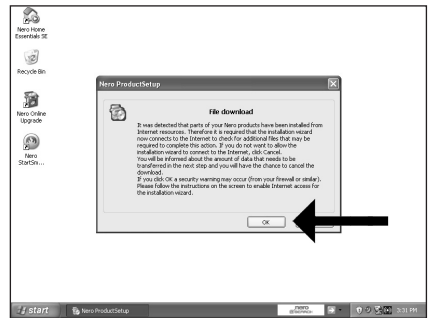 Nero Home
Essentials SE
Recycle Bin
Nero Online
Upgrade
Nero
StartSm...
Nero ProductSetup
File download
It was detected that parts of your Nero products have been installed from
Internet resources. Therefore it is required that the installation wizard
now connects to the Internet to check for additional files that may be
required to complete this action. If you do not want to allow the
installation wizard to connect to the Internet, click Cancel.
You will be informed about the amount of data that needs to be
transferred in the next step and you will have the chance to cancel the
download.
If you click OK a security warning may occur (from your firewall or similar).
Please follow the instructions on the screen to enable Internet access for
the installation wizard.
OK
start
Nero ProductSetup
nero
3:31 PM